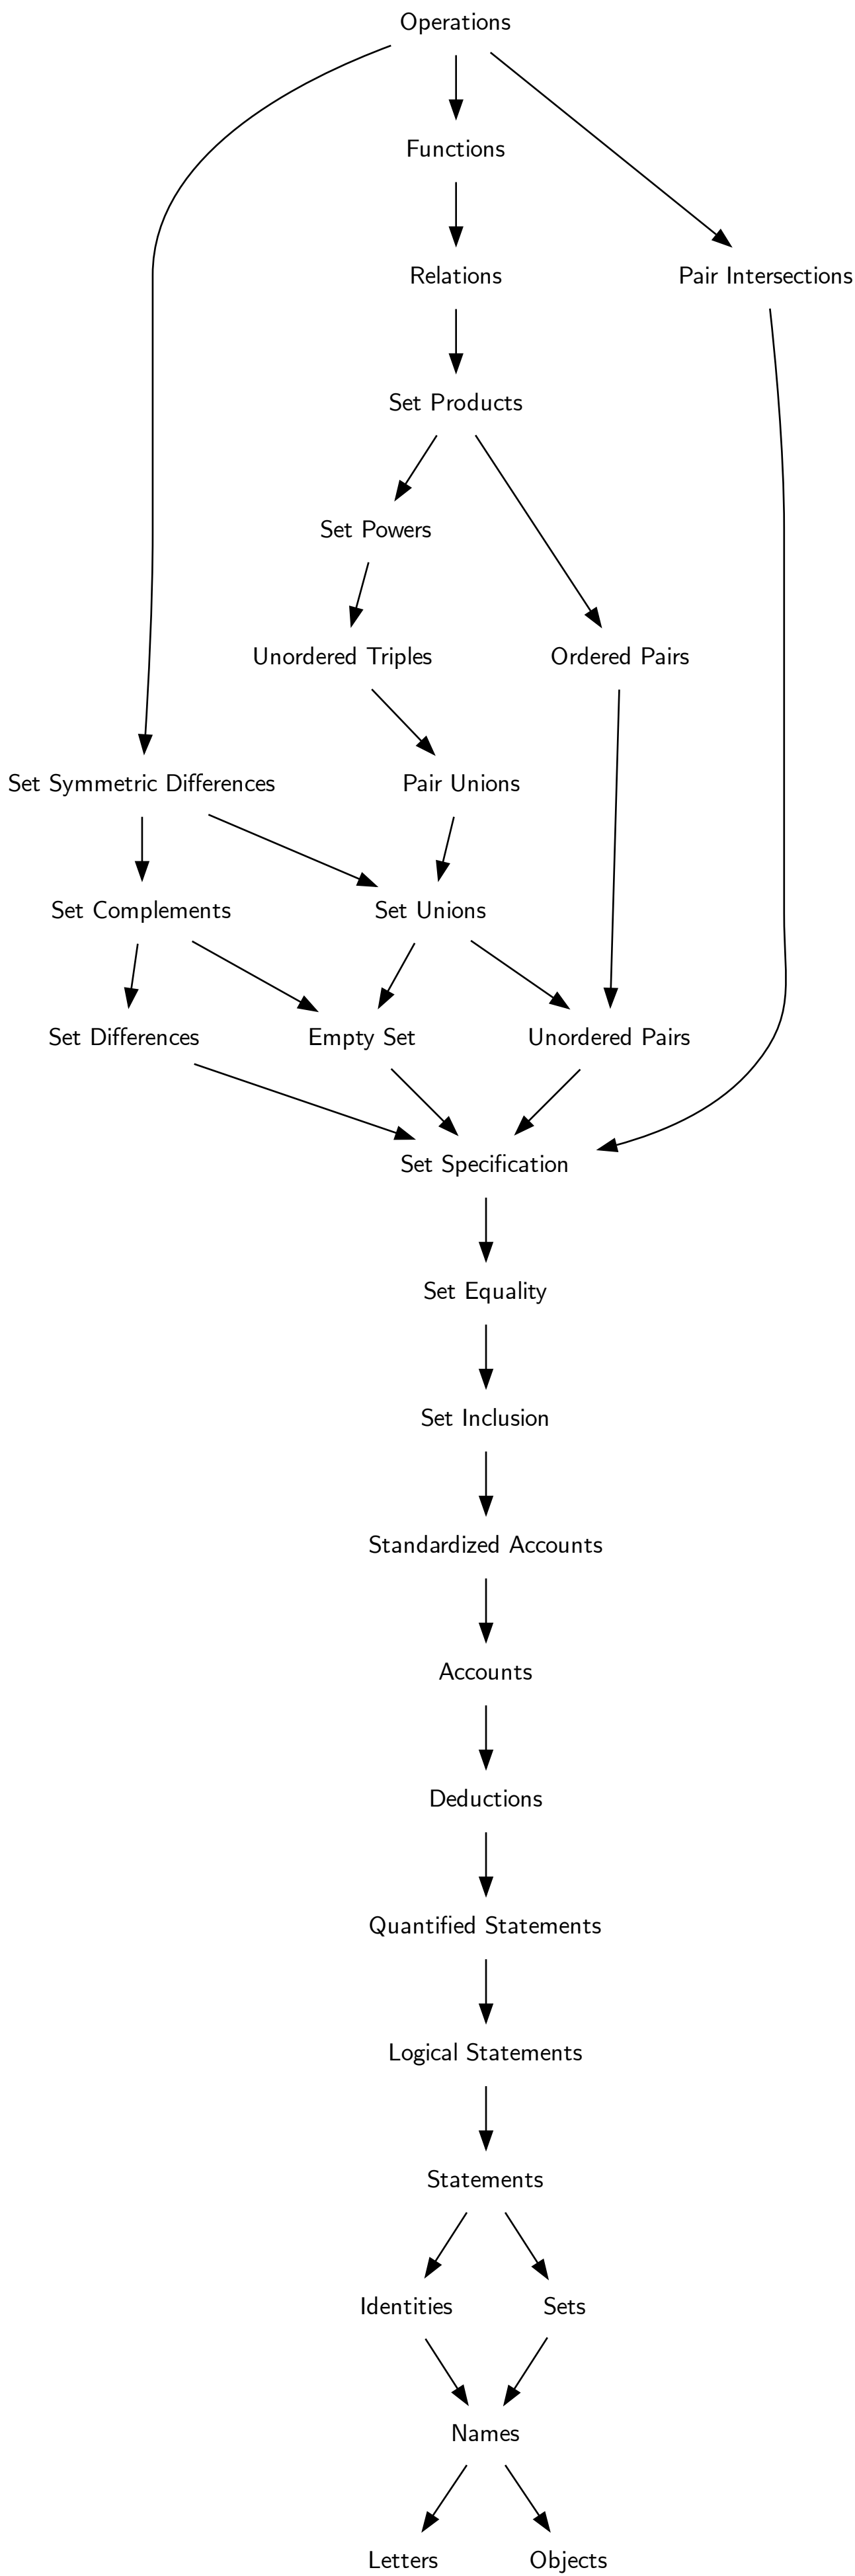 Operations
Functions
Relations
Pair Intersections
Set Products
Set Powers
Unordered Triples
Ordered Pairs
Set Symmetric Differences
Pair Unions
Set Complements
Set Unions
Set Differences
Empty Set
Unordered Pairs
Set Specification
Set Equality
Set Inclusion
Standardized Accounts
Accounts
Deductions
Quantified Statements
Logical Statements
Statements
Identities
Sets
Names
Letters
Objects